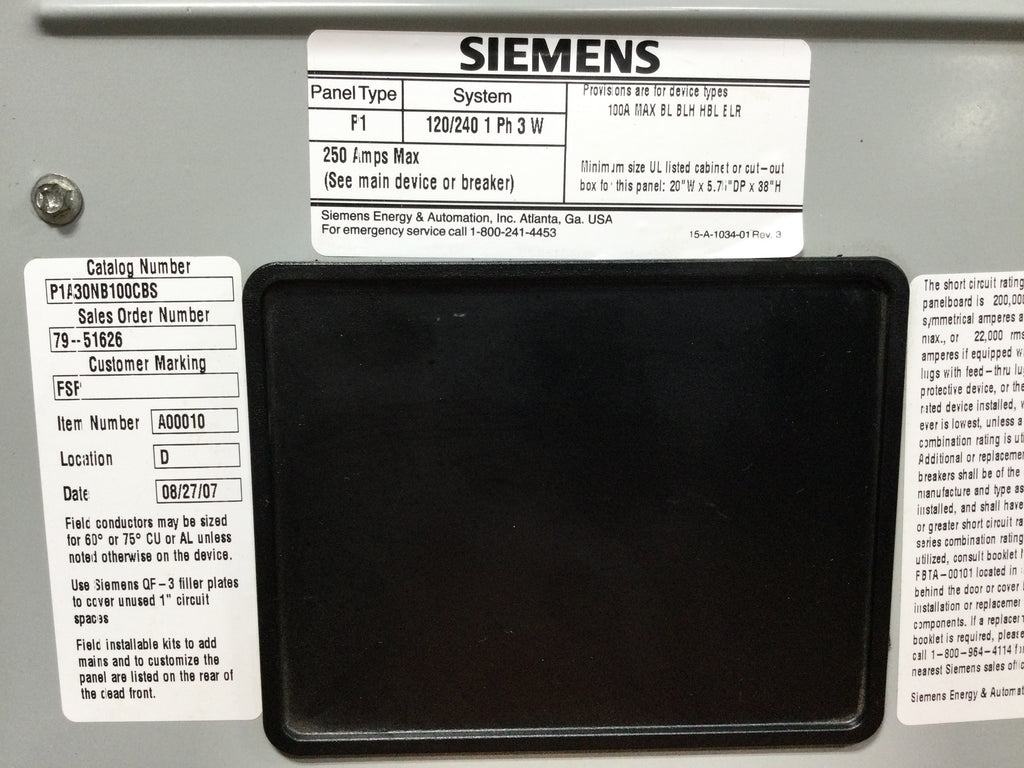 SIEMENS
Panel Type
System
P1
120/240 1 Ph 3 W
250 Amps Max
(See main device or breaker)
Provisions are for device types
100A MAX BL BLH HBL ELR
Minimum size UL listed cabinet or cut-out
box for this panel: 20"W x 5.75"DP x 38"H
Siemens Energy & Automation, Inc. Atlanta, Ga. USA
For emergency service call 1-800-241-4453
15-A-1034-01 Rev. 3
Catalog Number
P1A30NB100CBS
Sales Order Number
79--51626
Customer Marking
Item Number A00010
Location D
Date 08/27/07
Field conductors may be sized
for 60° or 75° CU or AL unless
noted otherwise on the device.
Use Siemens QF-3 filler plates
to cover unused 1" circuit
spaces
Field installable kits to add
mains and to customize the
panel are listed on the rear of
the dead front.
The short circuit rating
panelboard is 200,000
symmetrical amperes a
max., or 22,000 rms
amperes if equipped w
lugs with feed-thru lu
protective device, or the
rated device installed, w
ever is lowest, unless a
combination rating is uti
Additional or replacemen
breakers shall be of the
manufacture and type as
installed, and shall have
or greater short circuit ra
series combination rating
utilized, consult booklet
FBTA-00101 located in
behind the door or cover
installation or replacemen
components. If a replacem
booklet is required, please
call 1-800-964-4114 for
nearest Siemens sales offic
Siemens Energy & Automat